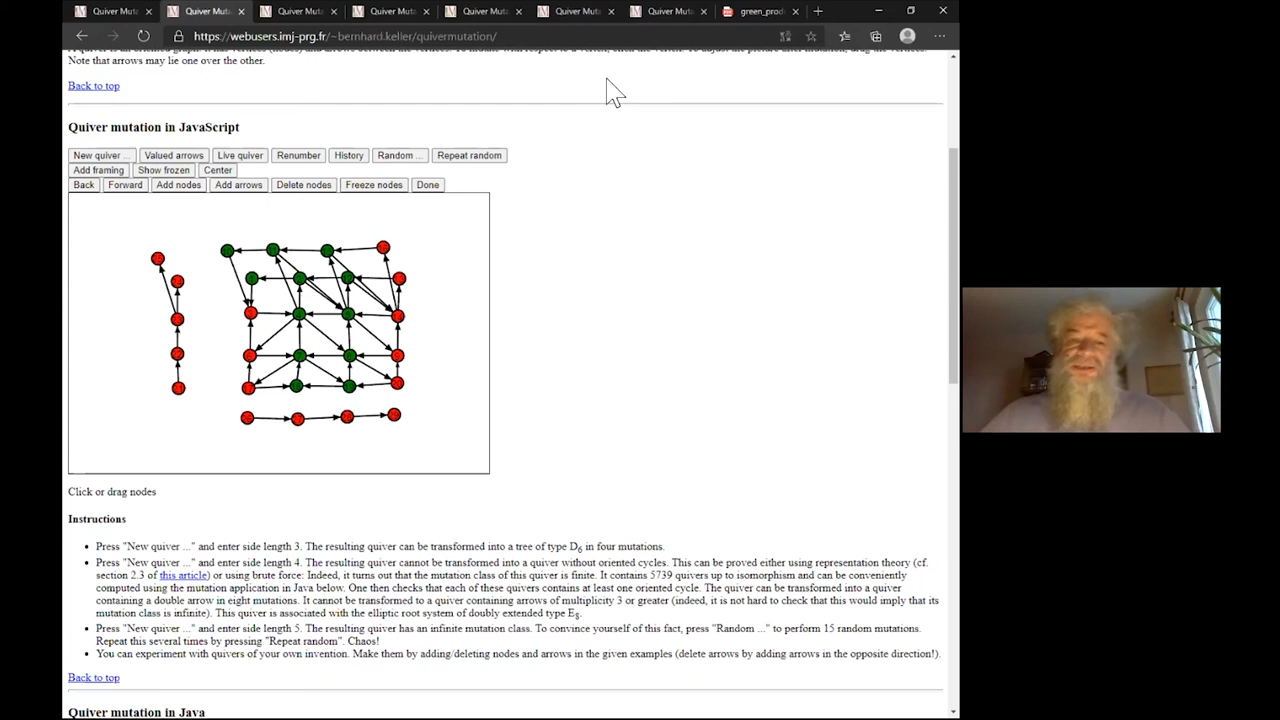 Quiver Mut
Quiver Mut
Quiver Mut
Quiver Mut
Quiver Mut
Quiver Mut
Quiver Mut
green_prod
https://webusers.imj-prg.fr/~bernhard.keller/quivermutation/
Note that arrows may lie one over the other.
Back to top
Quiver mutation in JavaScript
New quiver ... Valued arrows Live quiver Renumber History Random ... Repeat random
Add framing Show frozen Center
Back Forward Add nodes Add arrows Delete nodes Freeze nodes Done
Click or drag nodes
Instructions
Press "New quiver ..." and enter side length 3. The resulting quiver can be transformed into a tree of type D6 in four mutations.
Press "New quiver ..." and enter side length 4. The resulting quiver cannot be transformed into a quiver without oriented cycles. This can be proved either using representation theory (cf.
section 2.3 of this article) or using brute force: Indeed, it turns out that the mutation class of this quiver is finite. It contains 5739 quivers up to isomorphism and can be conveniently
computed using the mutation application in Java below. One then checks that each of these quivers contains at least one oriented cycle. The quiver can be transformed into a quiver
containing a double arrow in eight mutations. It cannot be transformed to a quiver containing arrows of multiplicity 3 or greater (indeed, it is not hard to check that this would imply that its
mutation class is infinite). This quiver is associated with the elliptic root system of doubly extended type E8.
Press "New quiver ..." and enter side length 5. The resulting quiver has an infinite mutation class. To convince yourself of this fact, press "Random ..." to perform 15 random mutations.
Repeat this several times by pressing "Repeat random". Chaos!
You can experiment with quivers of your own invention. Make them by adding/deleting nodes and arrows in the given examples (delete arrows by adding arrows in the opposite direction!).
Back to top
Quiver mutation in Java